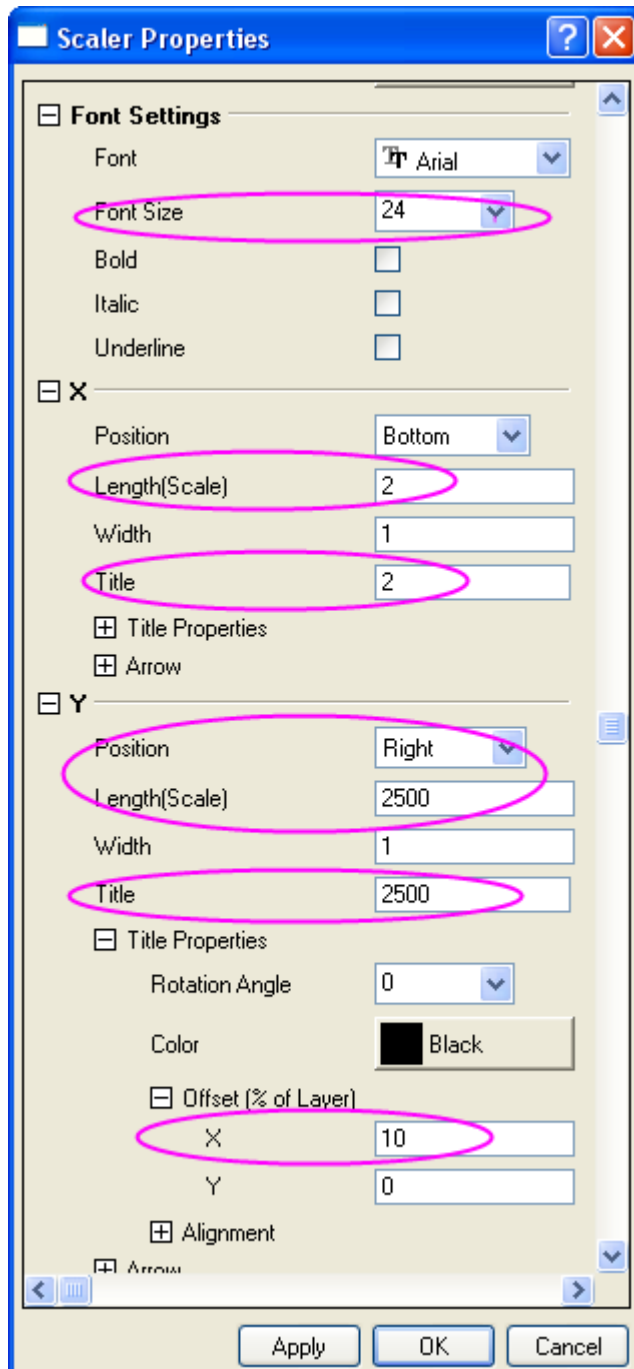 Scaler Properties
Font Settings
Font Arial
Font Size 24
Bold
Italic
Underline
X
Position Bottom
Length(Scale) 2
Width 1
Title 2
Title Properties
Arrow
Y
Position Right
Length(Scale) 2500
Width 1
Title 2500
Title Properties
Rotation Angle 0
Color Black
Offset (% of Layer)
X 10
Y 0
Alignment
Arrow
Apply OK Cancel